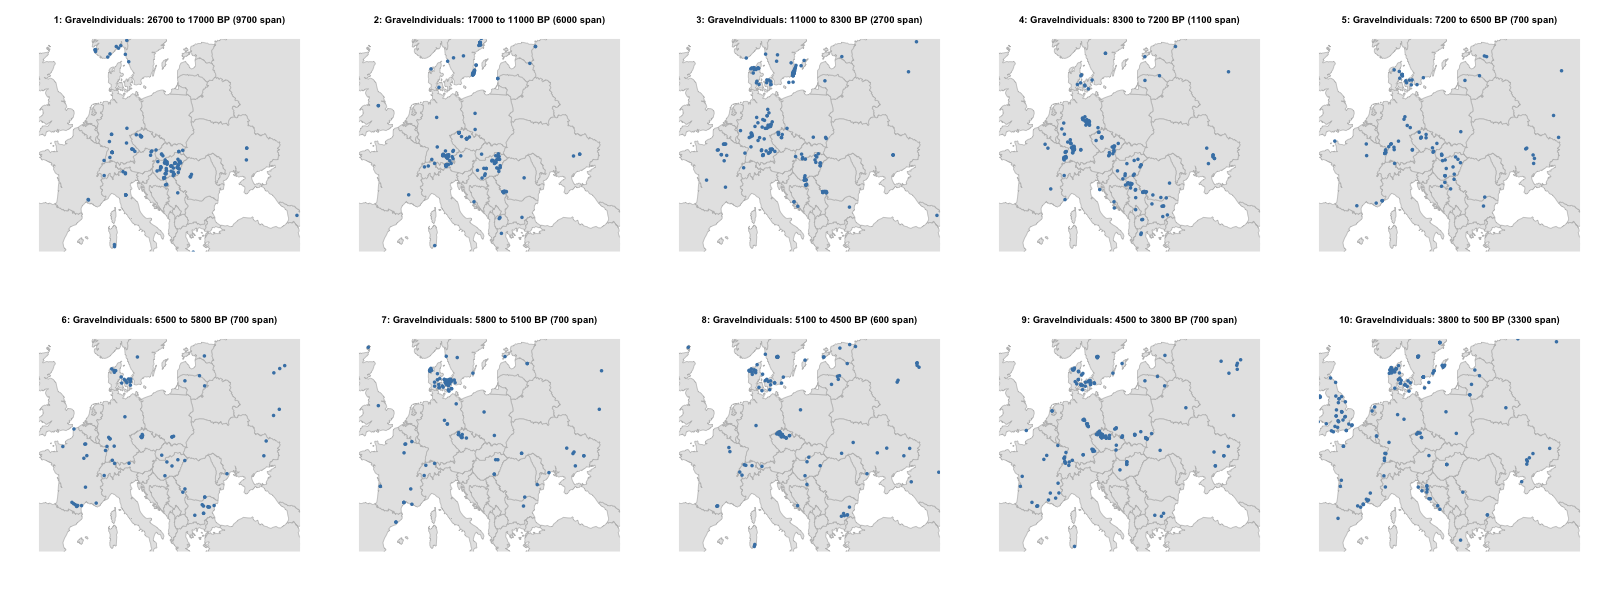 1: GraveIndividuals: 26700 to 17000 BP (9700 span)
2: GraveIndividuals: 17000 to 11000 BP (6000 span)
3: GraveIndividuals: 11000 to 8300 BP (2700 span)
4: GraveIndividuals: 8300 to 7200 BP (1100 span)
5: GraveIndividuals: 7200 to 6500 BP (700 span)
6: GraveIndividuals: 6500 to 5800 BP (700 span)
7: GraveIndividuals: 5800 to 5100 BP (700 span)
8: GraveIndividuals: 5100 to 4500 BP (600 span)
9: GraveIndividuals: 4500 to 3800 BP (700 span)
10: GraveIndividuals: 3800 to 500 BP (3300 span)